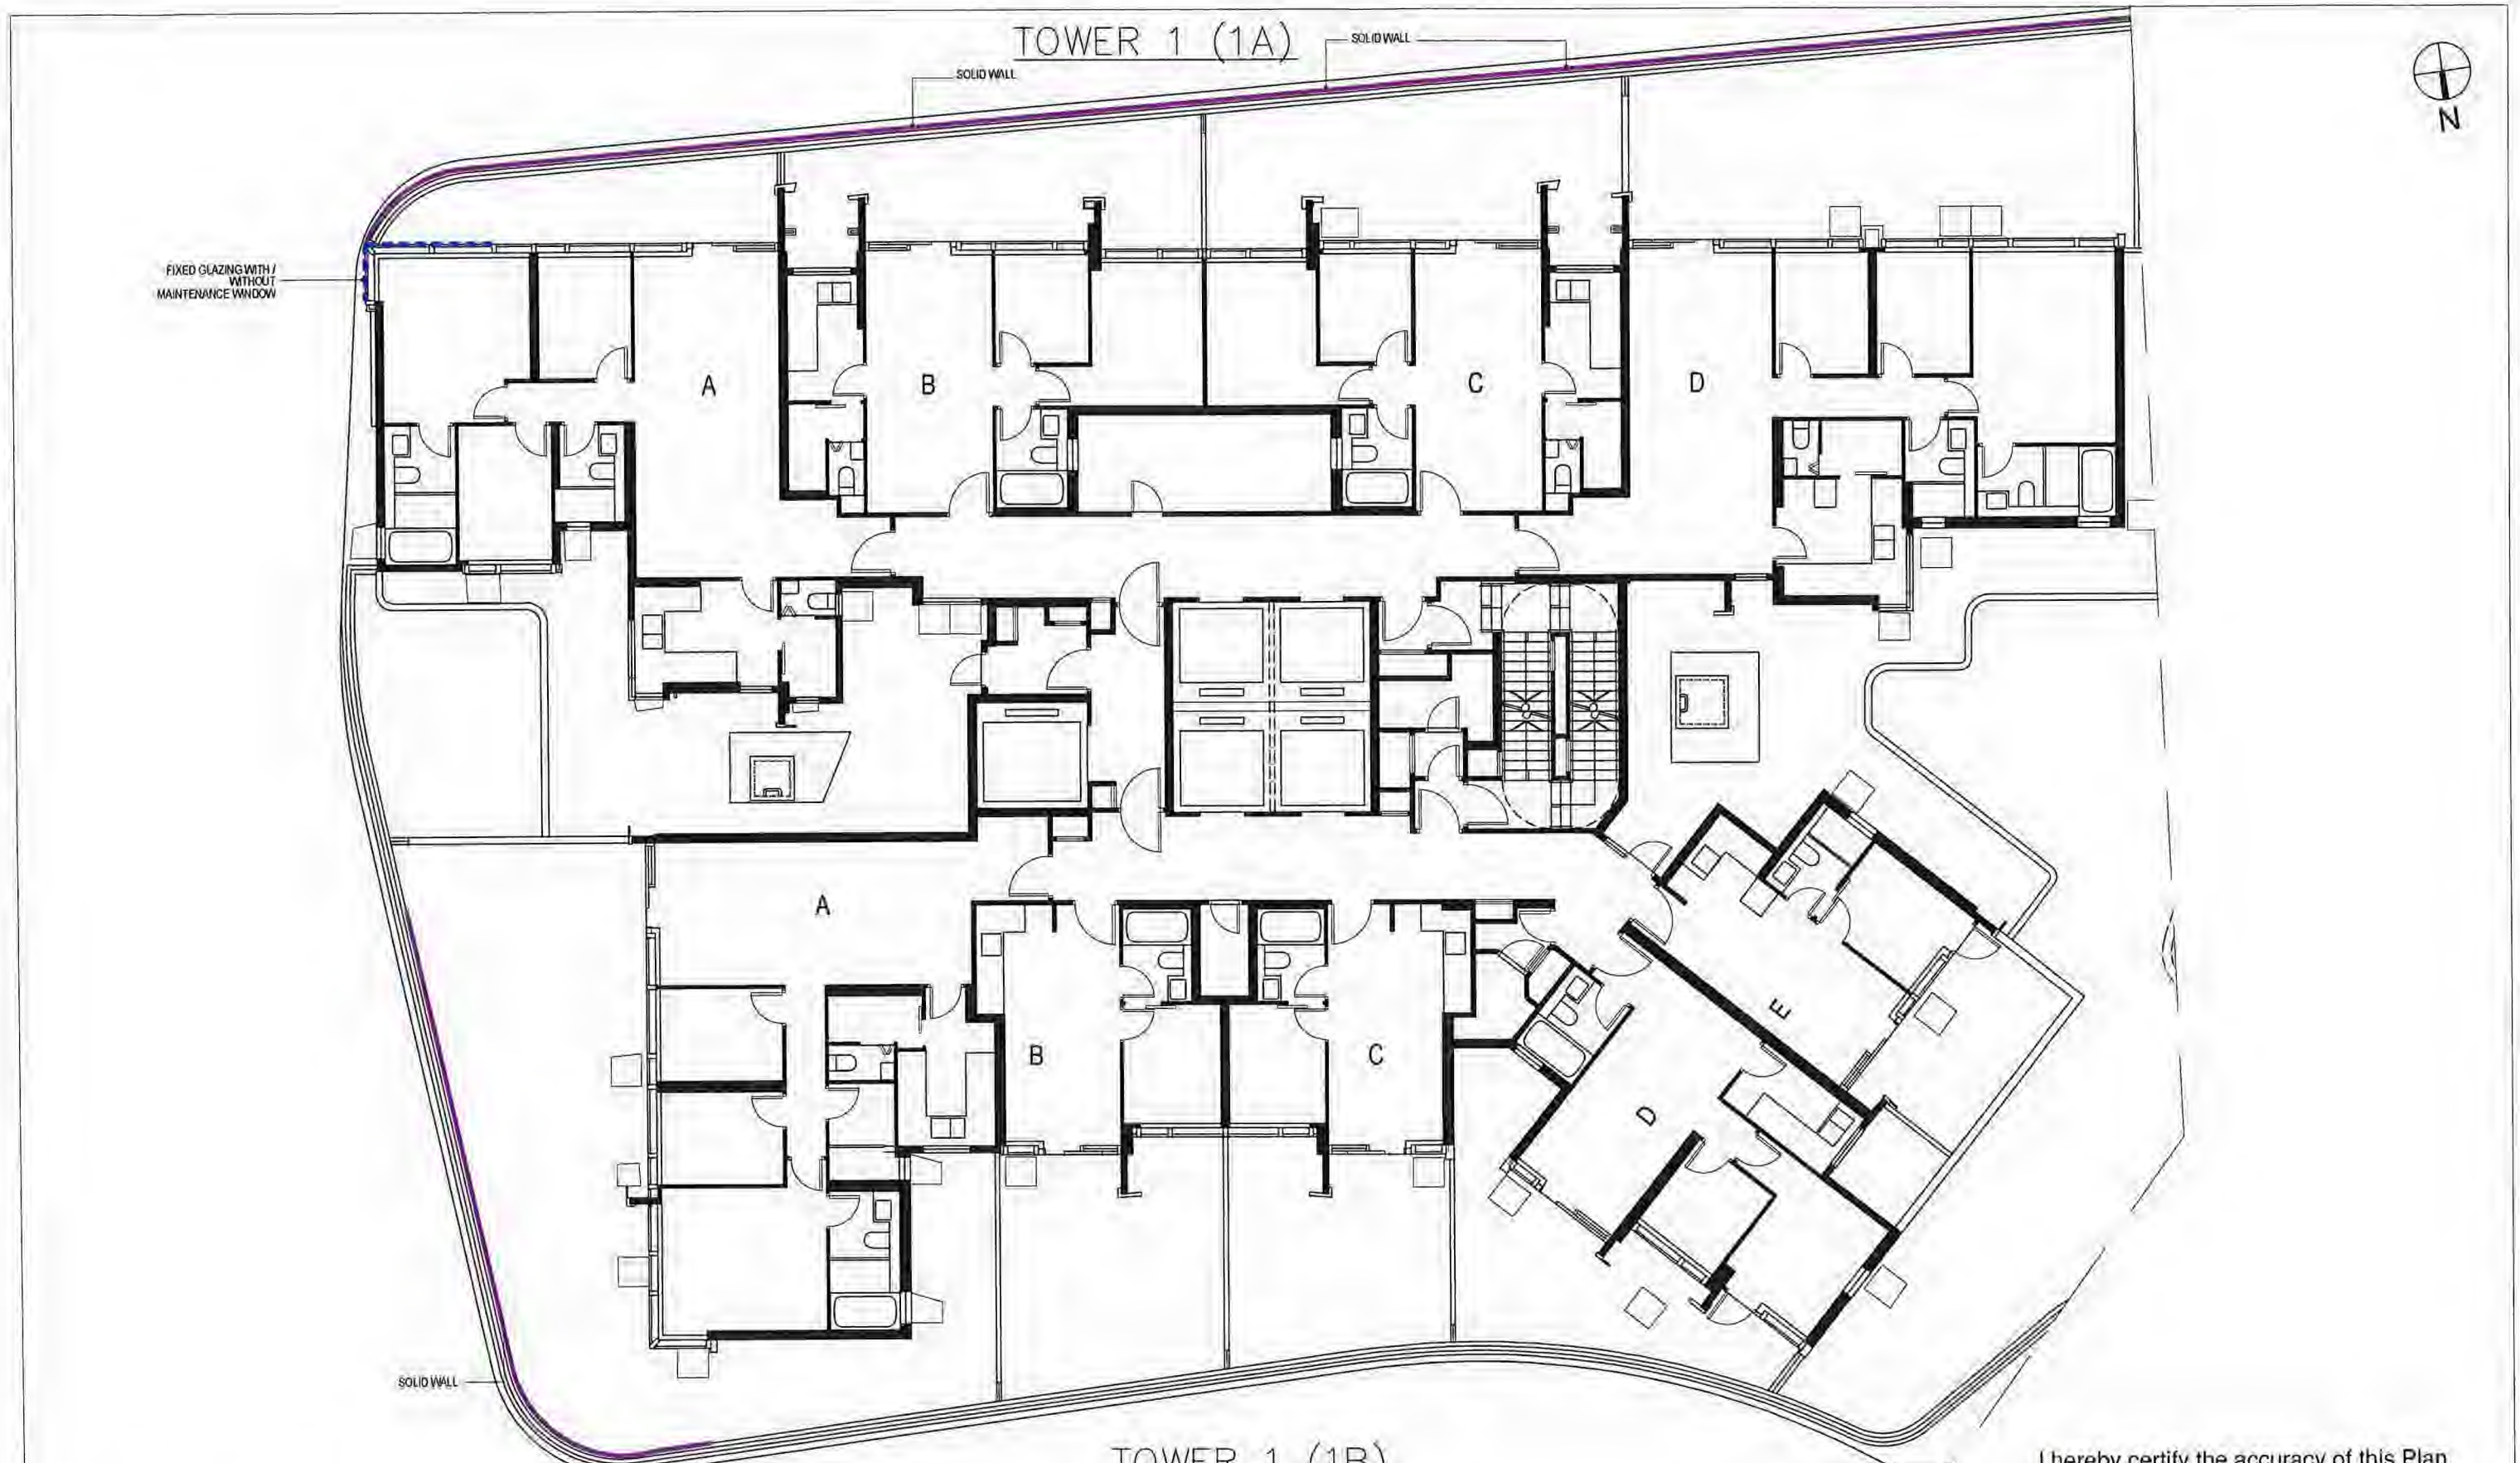 TOWER 1 (1A)
SOLID WALL
SOLID WALL
N
FIXED GLAZING WITH /
WITHOUT
MAINTENANCE WINDOW
A
B
C
D
A
B
C
D
E
SOLID WALL
TOWER 1 (1B)
I hereby certify the accuracy of this Plan